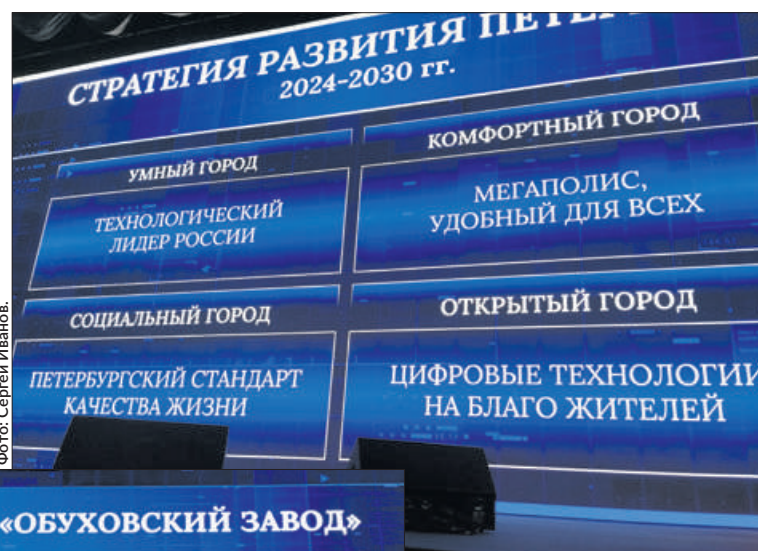 СТРАТЕГИЯ РАЗВИТИЯ
2024-2030 гг.
УМНЫЙ ГОРОД
ТЕХНОЛОГИЧЕСКИЙ
ЛИДЕР РОССИИ
КОМФОРТНЫЙ ГОРОД
МЕГАПОЛИС,
УДОБНЫЙ ДЛЯ ВСЕХ
СОЦИАЛЬНЫЙ ГОРОД
ПЕТЕРБУРГСКИЙ СТАНДАРТ
КАЧЕСТВА ЖИЗНИ
ОТКРЫТЫЙ ГОРОД
ЦИФРОВЫЕ ТЕХНОЛОГИИ
НА БЛАГО ЖИТЕЛЕЙ
«ОБУХОВСКИЙ ЗАВОД»
Фото: Сергей Иванов.